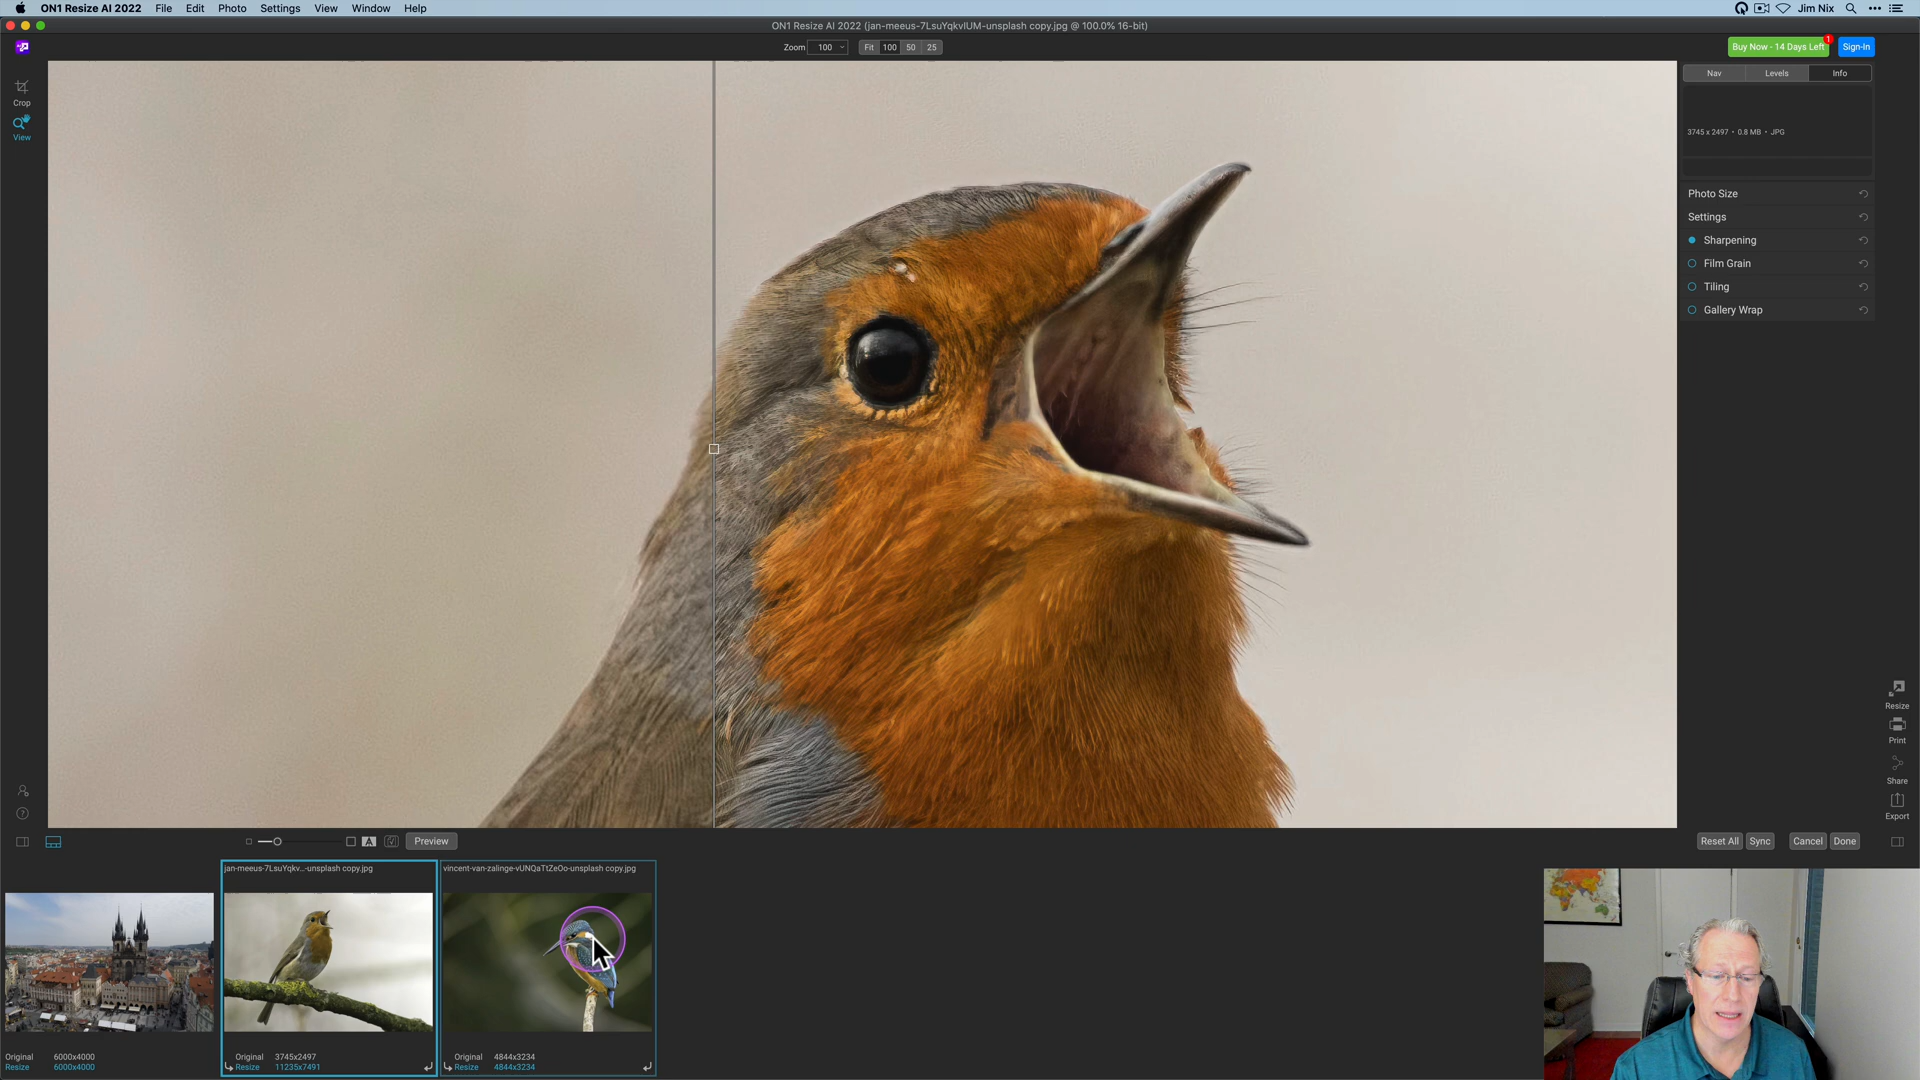 ON1 Resize AI 2022 File Edit Photo Settings View Window Help Jim Nix
ON1 Resize AI 2022 (jan-meeus-7LsuYqkvIUM-unsplash copy.jpg @ 100.0% 16-bit)
Zoom 100 Fit 100 50 25 Buy Now - 14 Days Left 1 Sign-In
Nav Levels Info
Crop
View
3745 x 2497 • 0.8 MB • JPG
Photo Size
Settings
Sharpening
Film Grain
Tiling
Gallery Wrap
Resize
Print
Share
Export
A Preview Reset All Sync Cancel Done
jan-meeus-7LsuYqkv...-unsplash copy.jpg vincent-van-zalinge-vUNQaTtZeOo-unsplash copy.jpg
Original 6000x4000 Original 3745x2497 Original 4844x3234
Resize 6000x4000 Resize 11235x7491 Resize 4844x3234